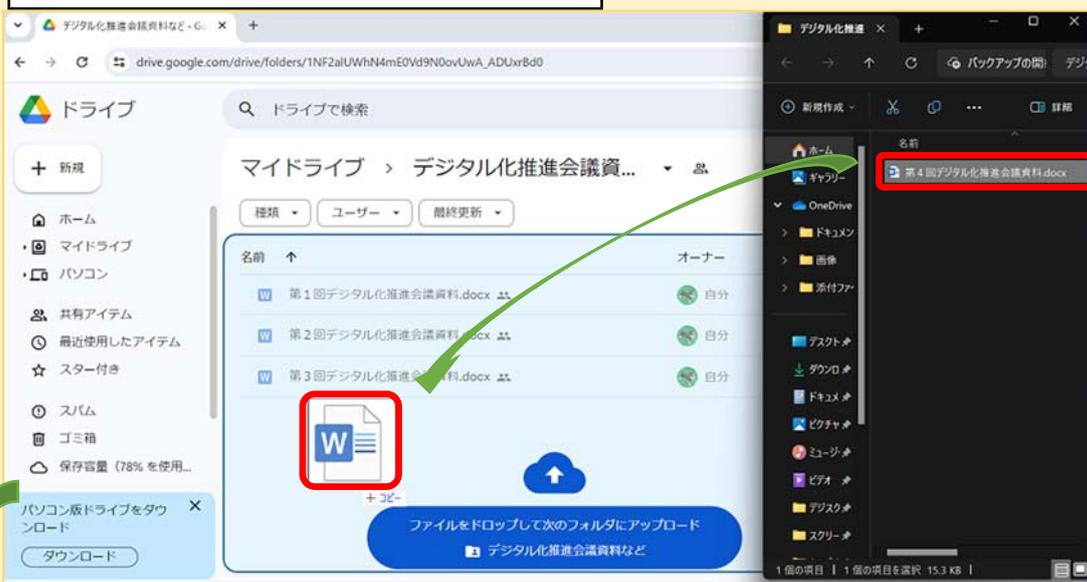 デジタル化推進会議資料など - G
drive.google.com/drive/folders/1NF2alUWhN4mE0Vd9N0ovUwA_ADUxrBd0
ドライブ
ドライブで検索
新規
マイドライブ > デジタル化推進会議資...
種類
ユーザー
最終更新
ホーム
マイドライブ
パソコン
共有アイテム
最近使用したアイテム
スター付き
スパム
ゴミ箱
保存容量（78% を使用...
パソコン版ドライブをダウ
ンロード
ダウンロード
名前
オーナー
第1回デジタル化推進会議資料.docx
自分
第2回デジタル化推進会議資料.docx
自分
第3回デジタル化推進会議資料.docx
自分
W
+ コピー
ファイルをドロップして次のフォルダにアップロード
デジタル化推進会議資料など
デジタル化推進
バックアップの開
デジ
新規作成
詳細
名前
第4回デジタル化推進会議資料.docx
ホーム
ギャラリー
OneDrive
ドキュメン
画像
添付ファ
デスクト
ダウンロ
ドキュメ
ピクチャ
ミュージ
ビデオ
デジタク
スクリー
1 個の項目
1 個の項目を選択 15.3 KB